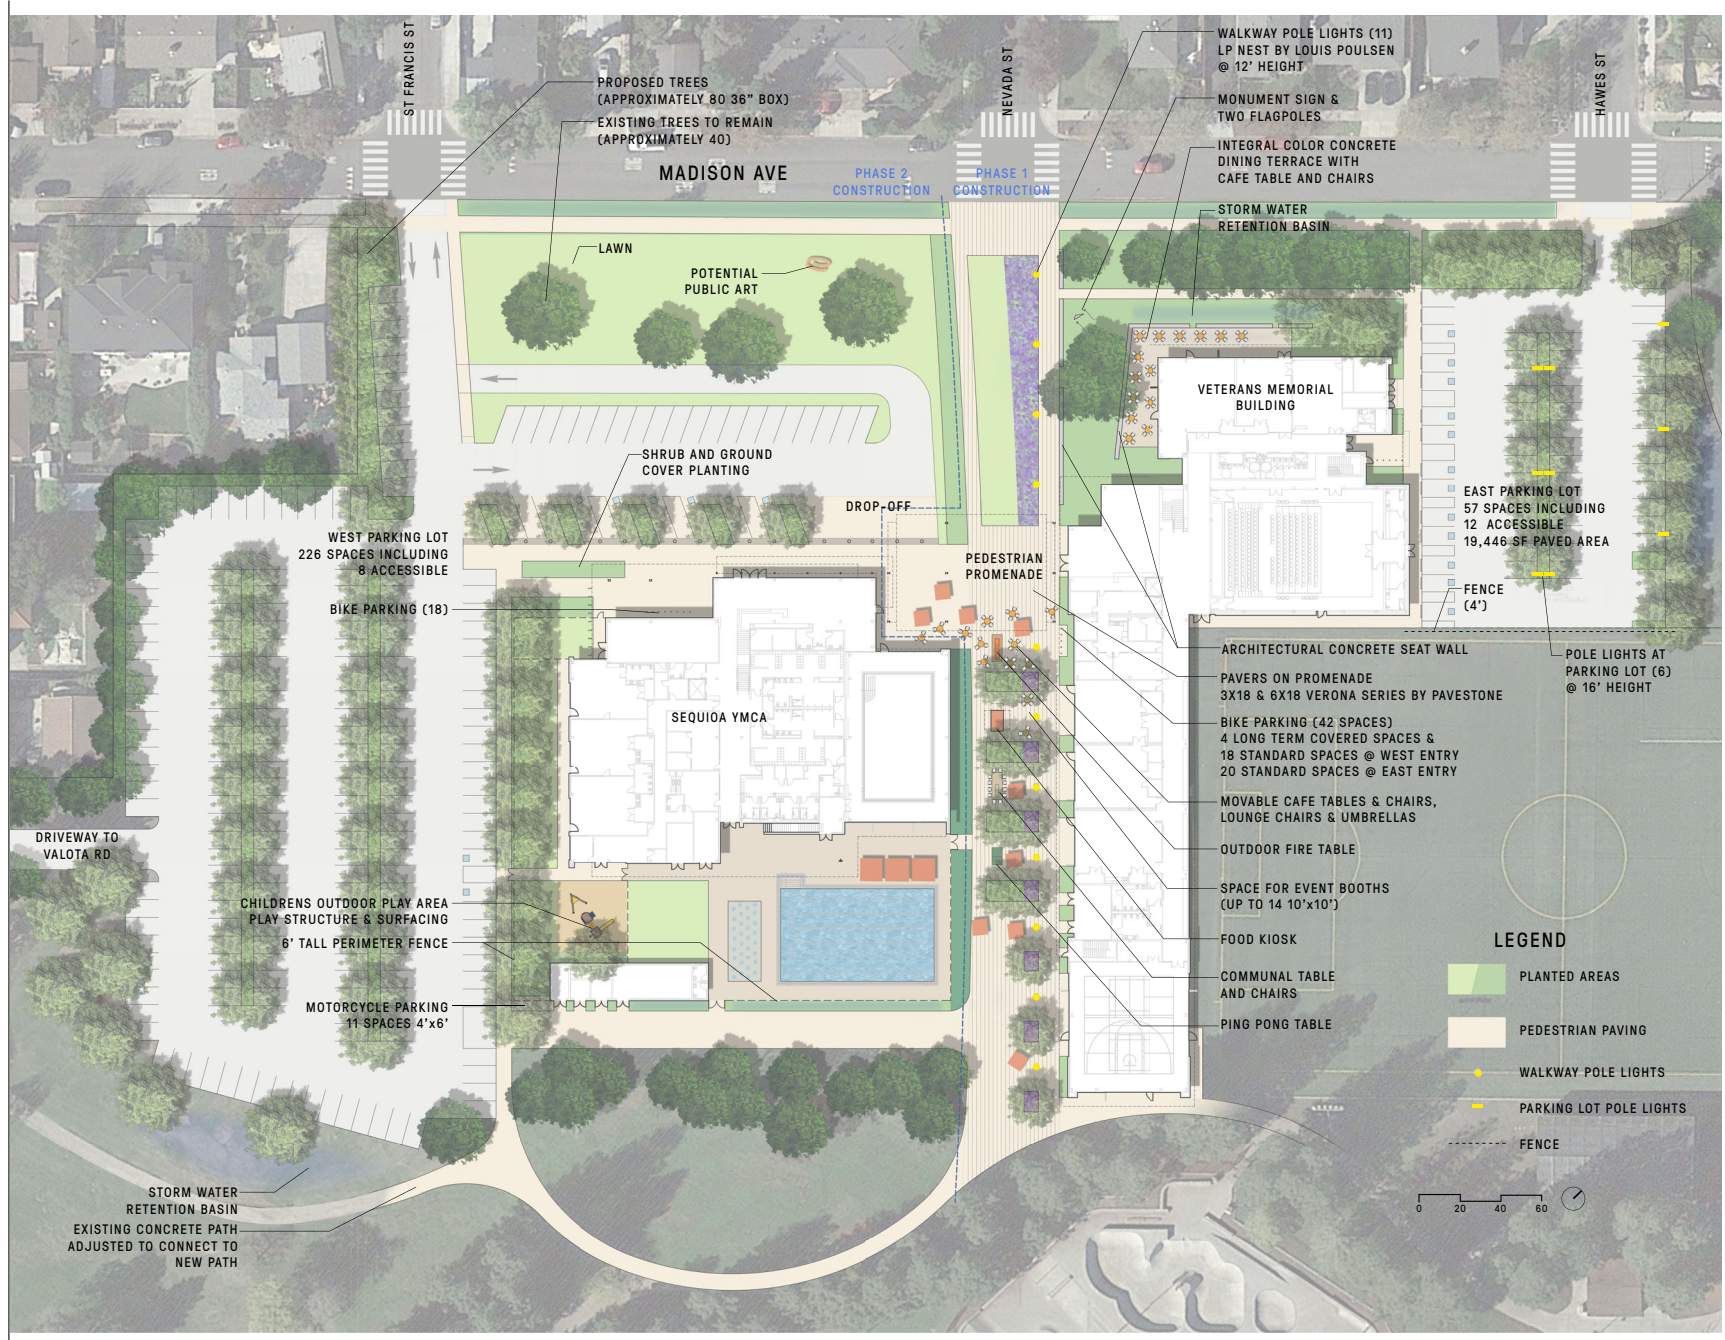 ST FRANCIS ST
NEVADA ST
HAWES ST
PROPOSED TREES
(APPROXIMATELY 80 36” BOX)
EXISTING TREES TO REMAIN
(APPROXIMATELY 40)
MADISON AVE
PHASE 2
CONSTRUCTION
PHASE 1
CONSTRUCTION
WALKWAY POLE LIGHTS (11)
LP NEST BY LOUIS POULSEN
@ 12’ HEIGHT
MONUMENT SIGN &
TWO FLAGPOLES
INTEGRAL COLOR CONCRETE
DINING TERRACE WITH
CAFE TABLE AND CHAIRS
STORM WATER
RETENTION BASIN
LAWN
POTENTIAL
PUBLIC ART
VETERANS MEMORIAL
BUILDING
SHRUB AND GROUND
COVER PLANTING
DROP-OFF
WEST PARKING LOT
226 SPACES INCLUDING
8 ACCESSIBLE
BIKE PARKING (18)
PEDESTRIAN
PROMENADE
EAST PARKING LOT
57 SPACES INCLUDING
12 ACCESSIBLE
19,446 SF PAVED AREA
FENCE
(4’)
POLE LIGHTS AT
PARKING LOT (6)
@ 16’ HEIGHT
ARCHITECTURAL CONCRETE SEAT WALL
PAVERS ON PROMENADE
3X18 & 6X18 VERONA SERIES BY PAVESTONE
BIKE PARKING (42 SPACES)
4 LONG TERM COVERED SPACES &
18 STANDARD SPACES @ WEST ENTRY
20 STANDARD SPACES @ EAST ENTRY
MOVABLE CAFE TABLES & CHAIRS,
LOUNGE CHAIRS & UMBRELLAS
OUTDOOR FIRE TABLE
SPACE FOR EVENT BOOTHS
(UP TO 14 10’x10’)
FOOD KIOSK
COMMUNAL TABLE
AND CHAIRS
PING PONG TABLE
SEQUIOA YMCA
DRIVEWAY TO
VALOTA RD
CHILDRENS OUTDOOR PLAY AREA
PLAY STRUCTURE & SURFACING
6’ TALL PERIMETER FENCE
MOTORCYCLE PARKING
11 SPACES 4’x6’
STORM WATER
RETENTION BASIN
EXISTING CONCRETE PATH
ADJUSTED TO CONNECT TO
NEW PATH
LEGEND
PLANTED AREAS
PEDESTRIAN PAVING
WALKWAY POLE LIGHTS
PARKING LOT POLE LIGHTS
FENCE
0 20 40 60